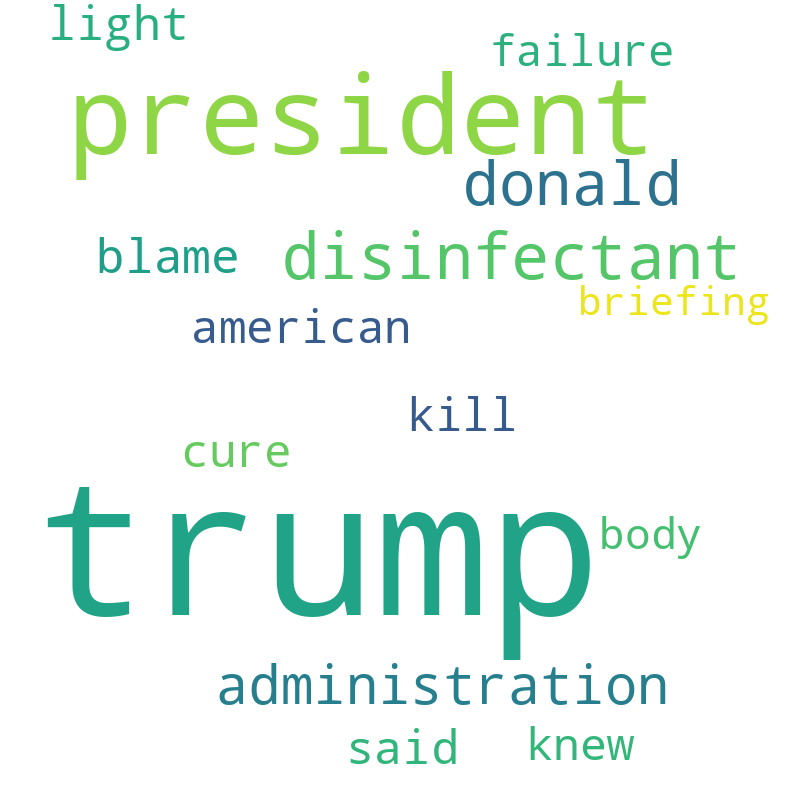 light
failure
president
donald
blame
disinfectant
briefing
american
kill
cure
trump
body
administration
said
knew